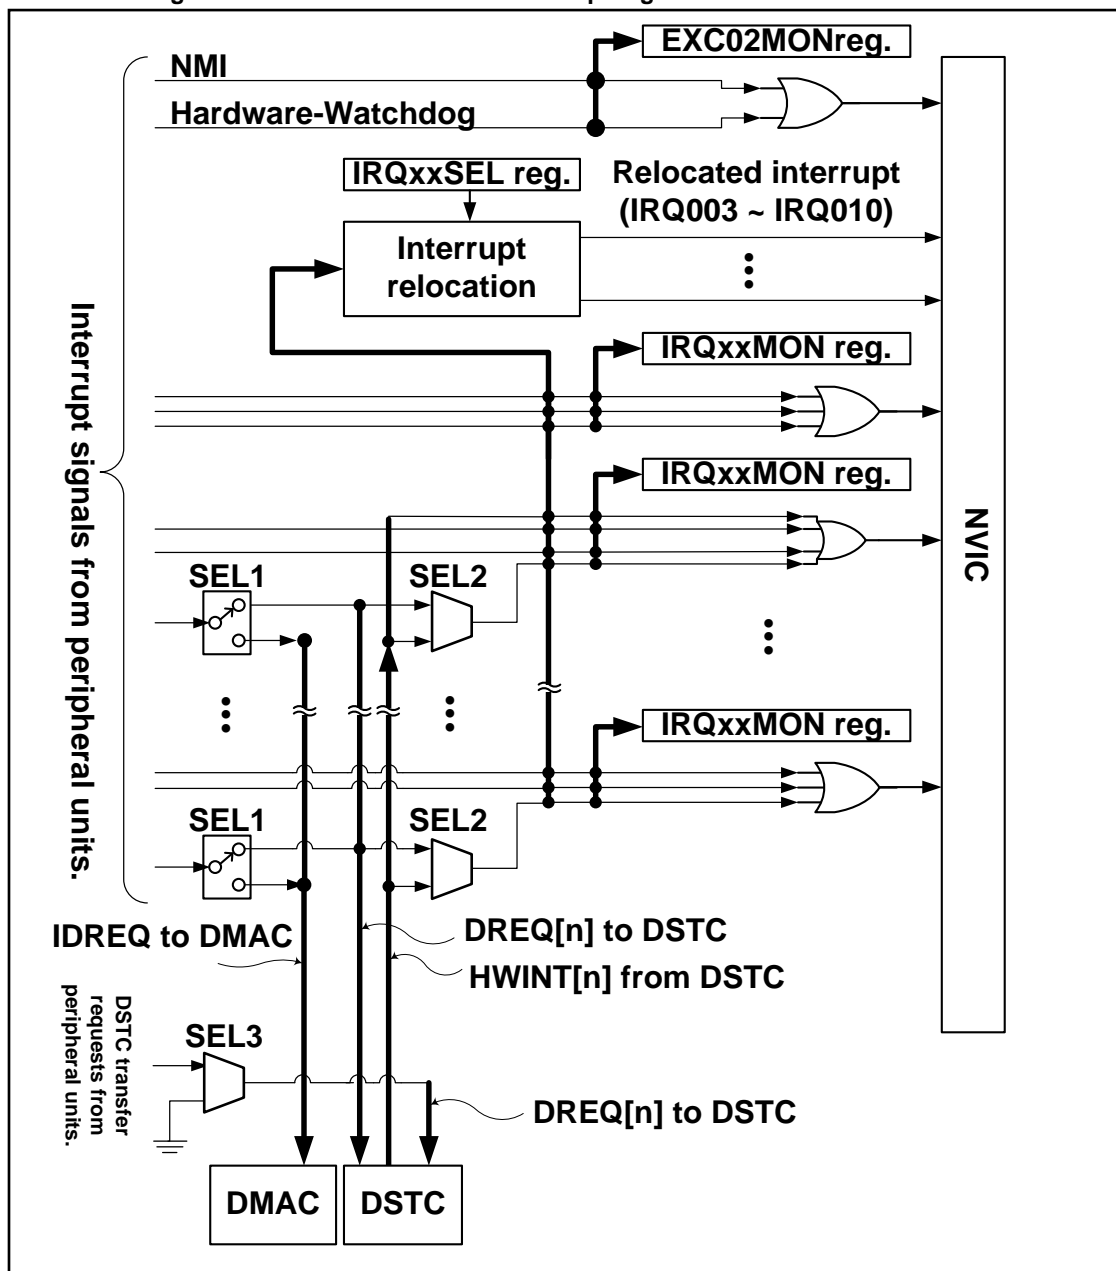 NMI
EXC02MONreg.
Hardware-Watchdog
IRQxxSEL reg.
Relocated interrupt
(IRQ003 ~ IRQ010)
Interrupt
relocation
Interrupt signals from peripheral units.
IRQxxMON reg.
IRQxxMON reg.
NVIC
SEL1
SEL2
IRQxxMON reg.
SEL1
SEL2
IDREQ to DMAC
DREQ[n] to DSTC
HWINT[n] from DSTC
DSTC transfer
requests from
peripheral units.
SEL3
DREQ[n] to DSTC
DMAC
DSTC